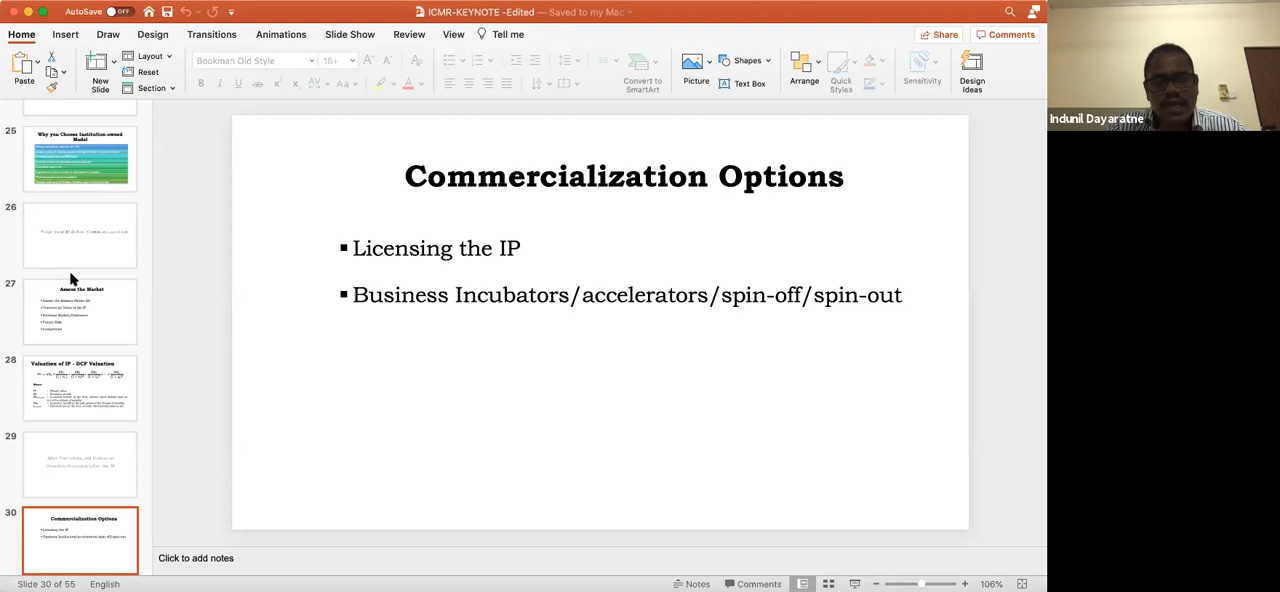 AutoSave OFF ICMR-KEYNOTE -Edited — Saved to my Mac
Home Insert Draw Design Transitions Animations Slide Show Review View Tell me Share Comments
Paste
New Slide
Layout
Reset
Section
Bookman Old Style 18+
Convert to SmartArt
Picture
Shapes
Text Box
Arrange
Quick Styles
Sensitivity
Design Ideas
25
Why you Choose Institution-owned
Model
26
27
Assess the Market
28
Valuation of IP - DCF Valuation
29
30
Commercialization Options
Licensing the IP
Commercialization Options
▪ Licensing the IP
▪ Business Incubators/accelerators/spin-off/spin-out
Click to add notes
Slide 30 of 55 English Notes Comments 106%
Indunil Dayaratne